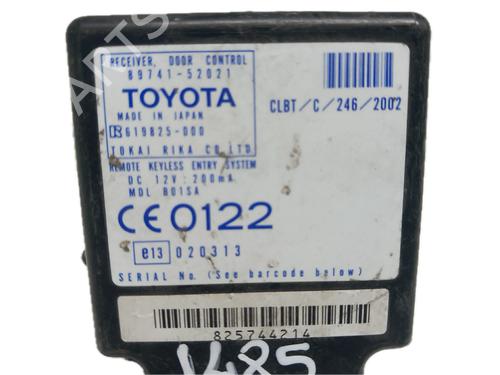 RECEIVER, DOOR CONTROL
89741-52021
TOYOTA
MADE IN JAPAN
CLBT/C/246/2002
R 619825-000
TOKAI RIKA CO.LTD
REMOTE KEYLESS ENTRY SYSTEM
DC 12V:200mA
MDL B01SA
CE0122
e13 020313
SERIAL No. (See barcode below)
825744214